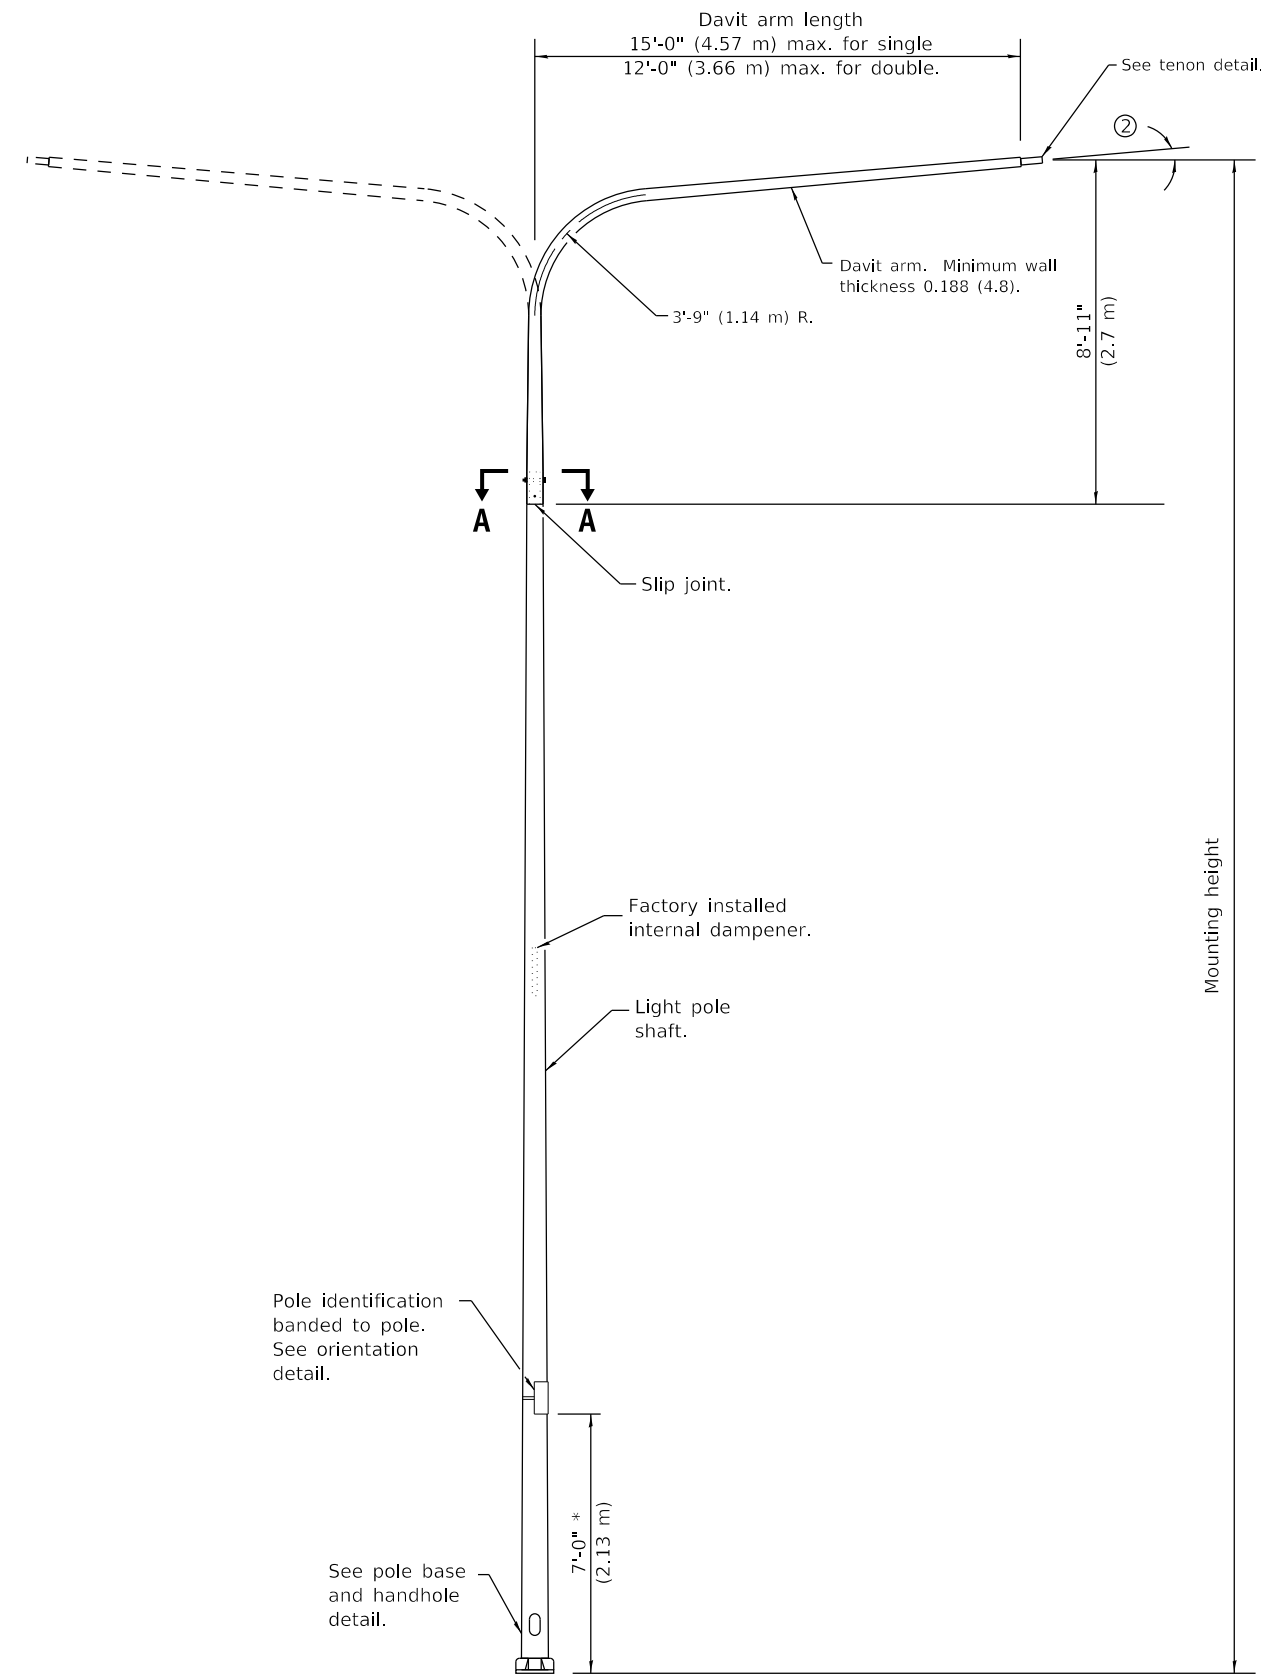 Davit arm length
15'-0" (4.57 m) max. for single
12'-0" (3.66 m) max. for double.
See tenon detail.
2
Davit arm. Minimum wall
thickness 0.188 (4.8).
3'-9" (1.14 m) R.
8'-11"
(2.7 m)
A A
Slip joint.
Mounting height
Factory installed
internal dampener.
Light pole
shaft.
Pole identification
banded to pole.
See orientation
detail.
7'-0" *
(2.13 m)
See pole base
and handhole
detail.